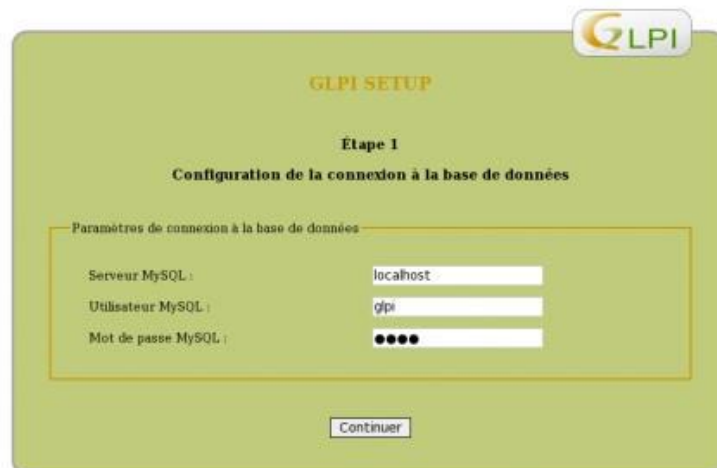 GLPI
GLPI SETUP
Étape 1
Configuration de la connexion à la base de données
Paramètres de connexion à la base de données
Serveur MySQL : localhost
Utilisateur MySQL : glpi
Mot de passe MySQL : ●●●●
Continuer